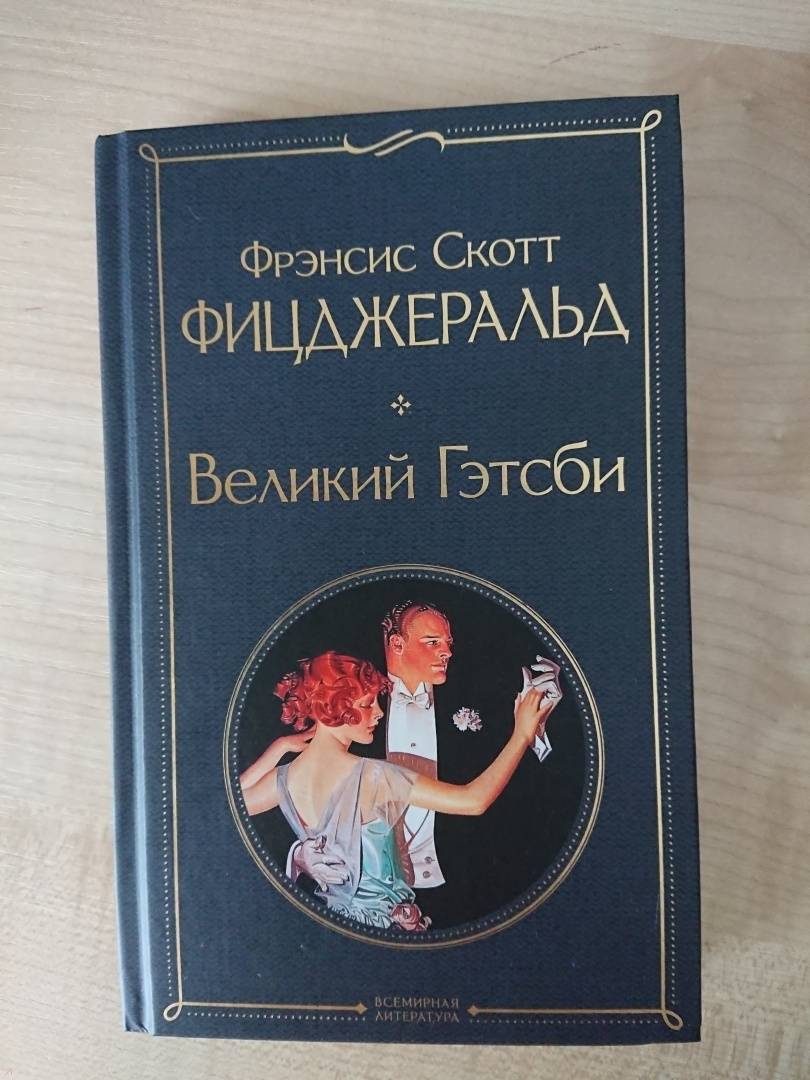 Фрэнсис Скотт
ФИЦДЖЕРАЛЬД
Великий Гэтсби
ВСЕМИРНАЯ
ЛИТЕРАТУРА